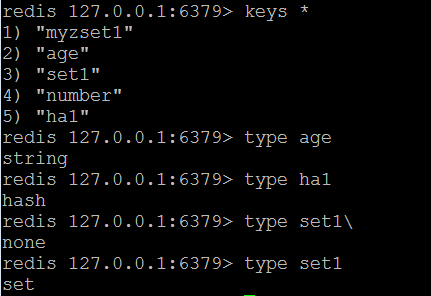 redis 127.0.0.1:6379> keys *
1) "myzset1"
2) "age"
3) "set1"
4) "number"
5) "ha1"
redis 127.0.0.1:6379> type age
string
redis 127.0.0.1:6379> type ha1
hash
redis 127.0.0.1:6379> type set1\
none
redis 127.0.0.1:6379> type set1
set